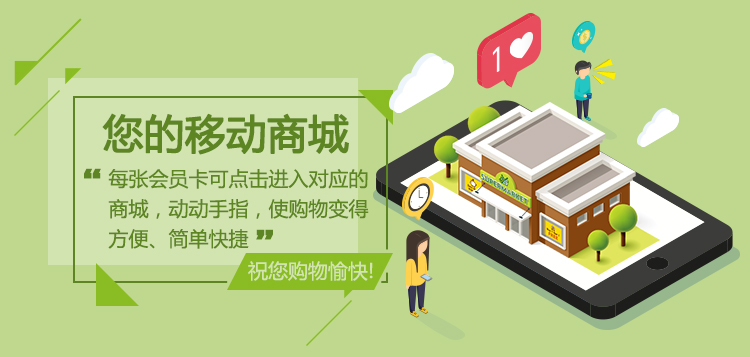 您的移动商城
“ 每张会员卡可点击进入对应的
商城，动动手指，使购物变得
方便、简单快捷 ”
祝您购物愉快!
1
SUPERMARKET